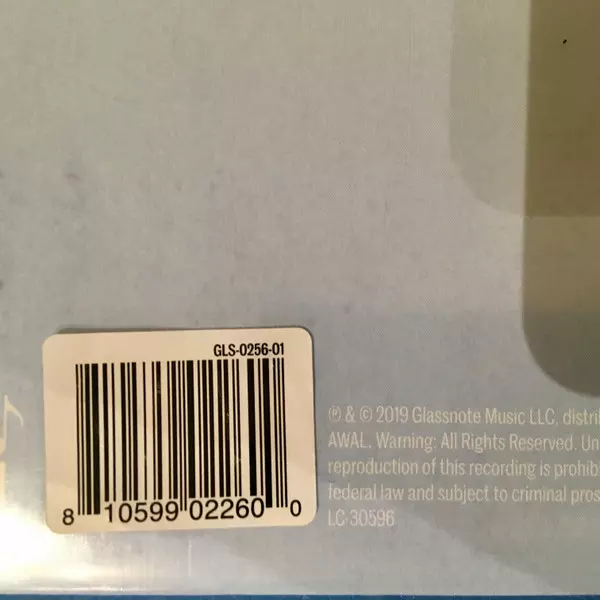 GLS-0256-01
8 10599 02260 0
℗ & © 2019 Glassnote Music LLC, distri
AWAL. Warning: All Rights Reserved. Un
reproduction of this recording is prohib
federal law and subject to criminal pros
LC-30596